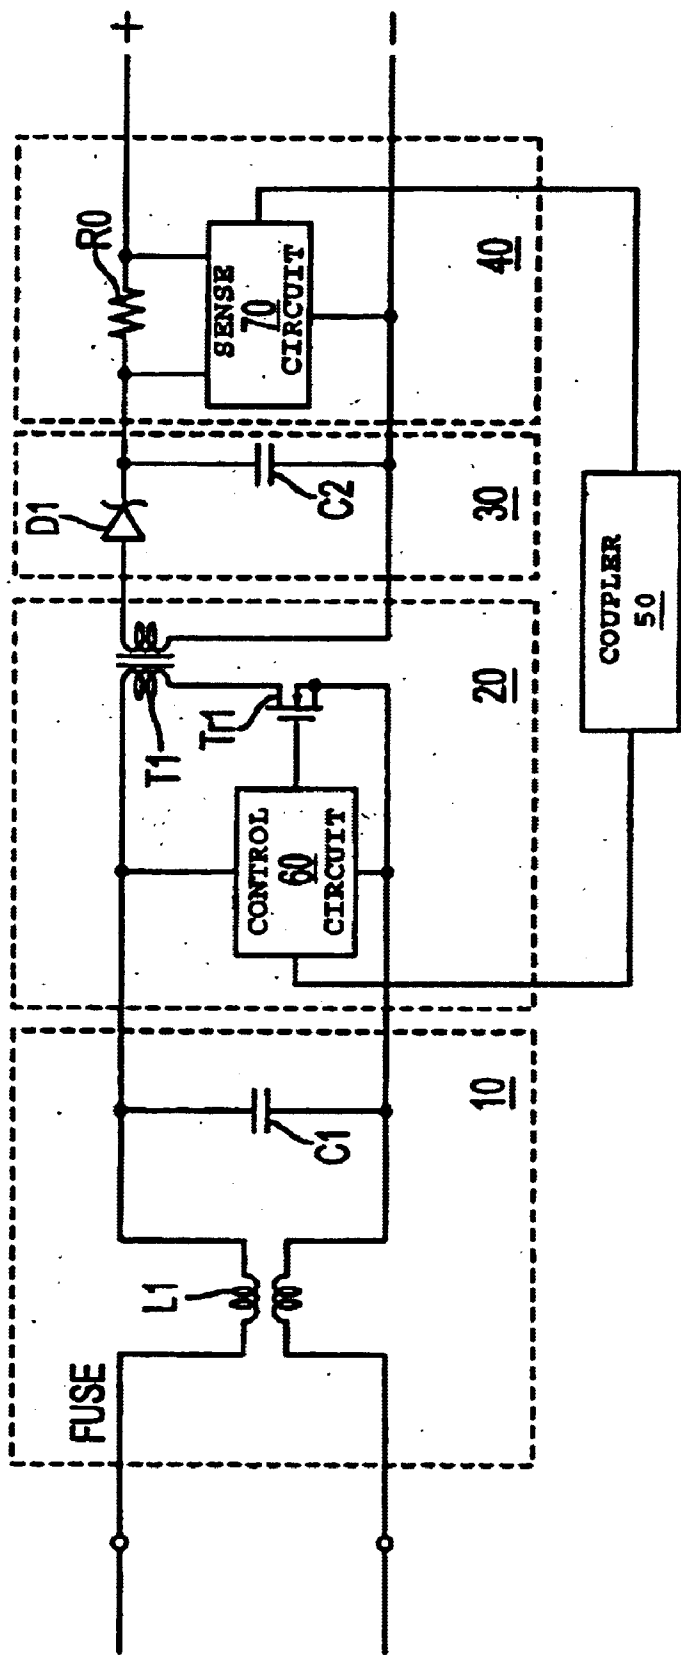 FUSE
L1
C1
10
T1
Tr1
CONTROL
60
CIRCUIT
20
D1
C2
30
R0
SENSE
70
CIRCUIT
40
+
−
COUPLER
50